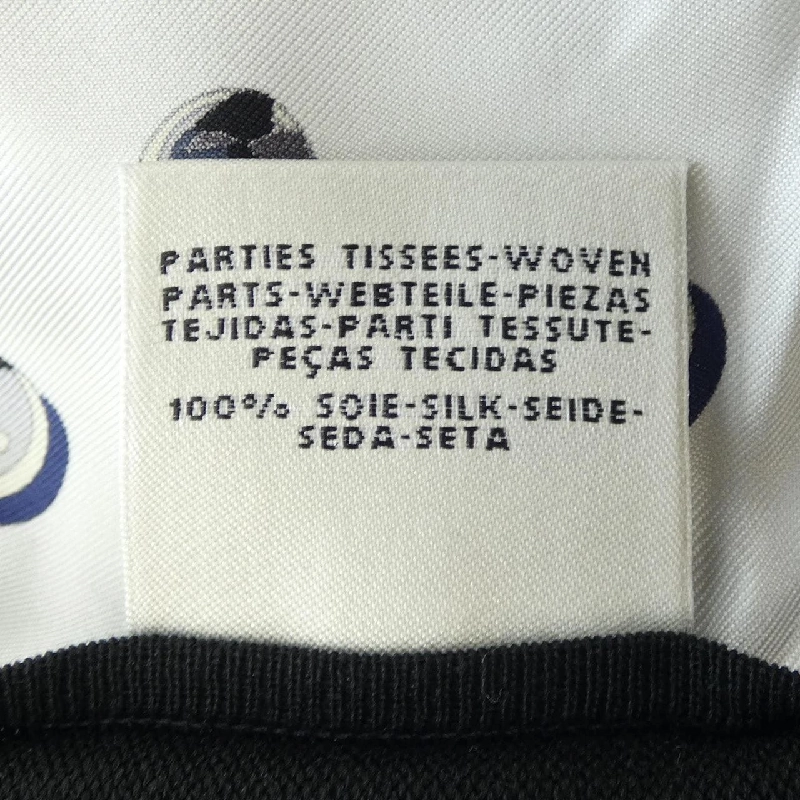 PARTIES TISSEES-WOVEN
PARTS-WEBTEILE-PIEZAS
TEJIDAS-PARTI TESSUTE-
PEÇAS TECIDAS
100% SOIE-SILK-SEIDE-
SEDA-SETA